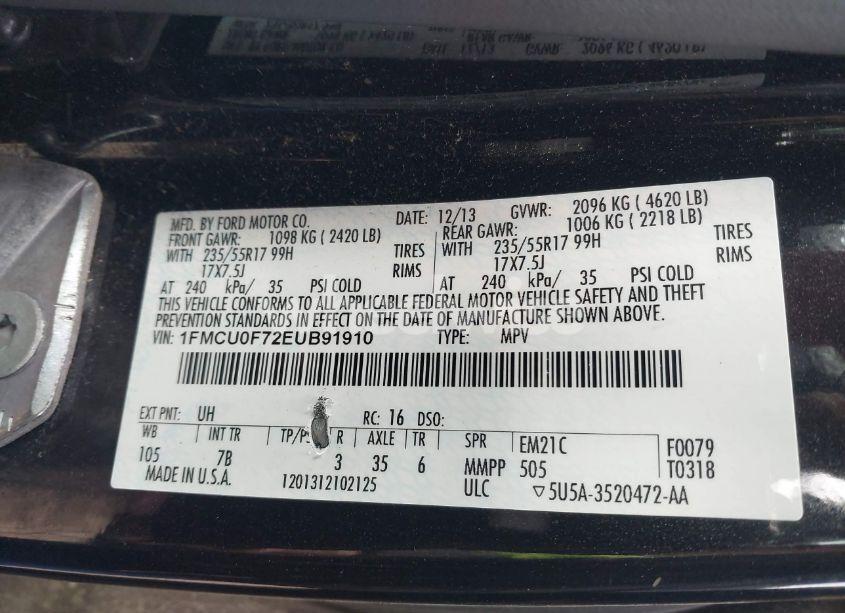 MFD. BY FORD MOTOR CO. DATE: 12/13 GVWR: 2096 KG ( 4620 LB)
FRONT GAWR: 1098 KG ( 2420 LB) REAR GAWR: 1006 KG ( 2218 LB)
WITH 235/55R17 99H TIRES WITH 235/55R17 99H TIRES
17X7.5J RIMS 17X7.5J RIMS
AT 240 kPa/ 35 PSI COLD AT 240 kPa/ 35 PSI COLD
THIS VEHICLE CONFORMS TO ALL APPLICABLE FEDERAL MOTOR VEHICLE SAFETY AND THEFT
PREVENTION STANDARDS IN EFFECT ON THE DATE OF MANUFACTURE SHOWN ABOVE.
VIN: 1FMCU0F72EUB91910 TYPE: MPV
EXT PNT: UH RC: 16 DSO:
WB INT TR TP/P R AXLE TR SPR EM21C F0079
105 7B 3 35 6 MMPP 505 T0318
MADE IN U.S.A. 1201312102125 ULC ▽5U5A-3520472-AA